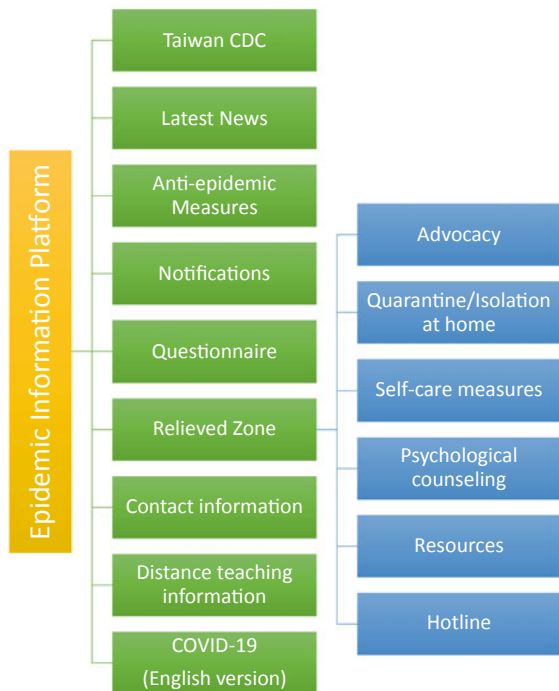 Epidemic Information Platform
Taiwan CDC
Latest News
Anti-epidemic
Measures
Notifications
Questionnaire
Relieved Zone
Contact information
Distance teaching
information
COVID-19
(English version)
Advocacy
Quarantine/Isolation
at home
Self-care measures
Psychological
counseling
Resources
Hotline